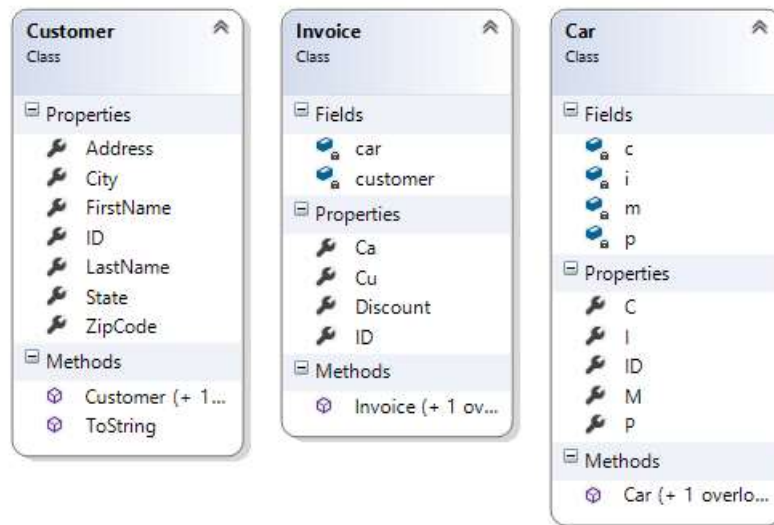 Customer
Class
Properties
Address
City
FirstName
ID
LastName
State
ZipCode
Methods
Customer (+ 1...
ToString
Invoice
Class
Fields
car
customer
Properties
Ca
Cu
Discount
ID
Methods
Invoice (+ 1 ov...
Car
Class
Fields
c
i
m
p
Properties
C
I
ID
M
P
Methods
Car (+ 1 overlo...